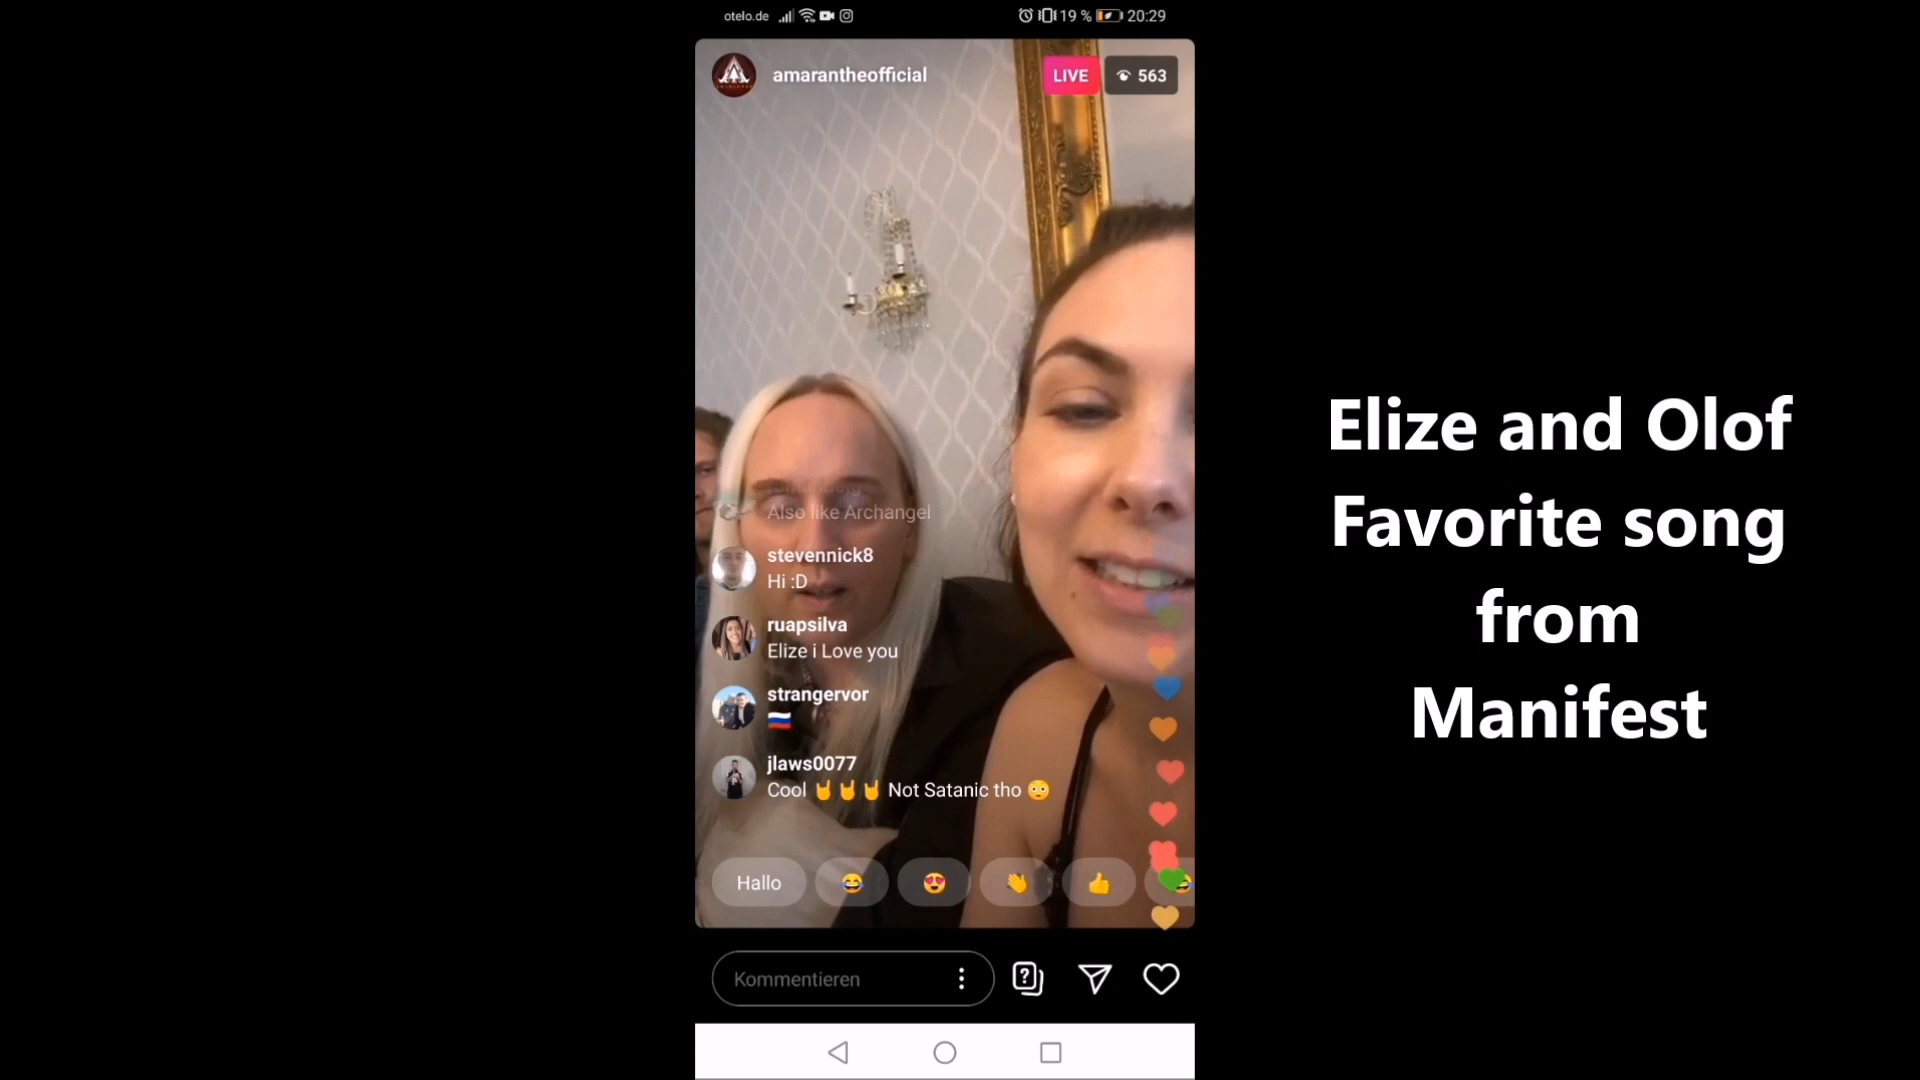 otelo.de
19 %
20:29
amarantheofficial
LIVE
563
Also like Archangel
stevennick8
Hi :D
ruapsilva
Elize i Love you
strangervor
🇷🇺
jlaws0077
Cool 🤘🤘🤘 Not Satanic tho 😳
Hallo 😂 😍 👋 👍 😂
Kommentieren
Elize and Olof
Favorite song
from
Manifest